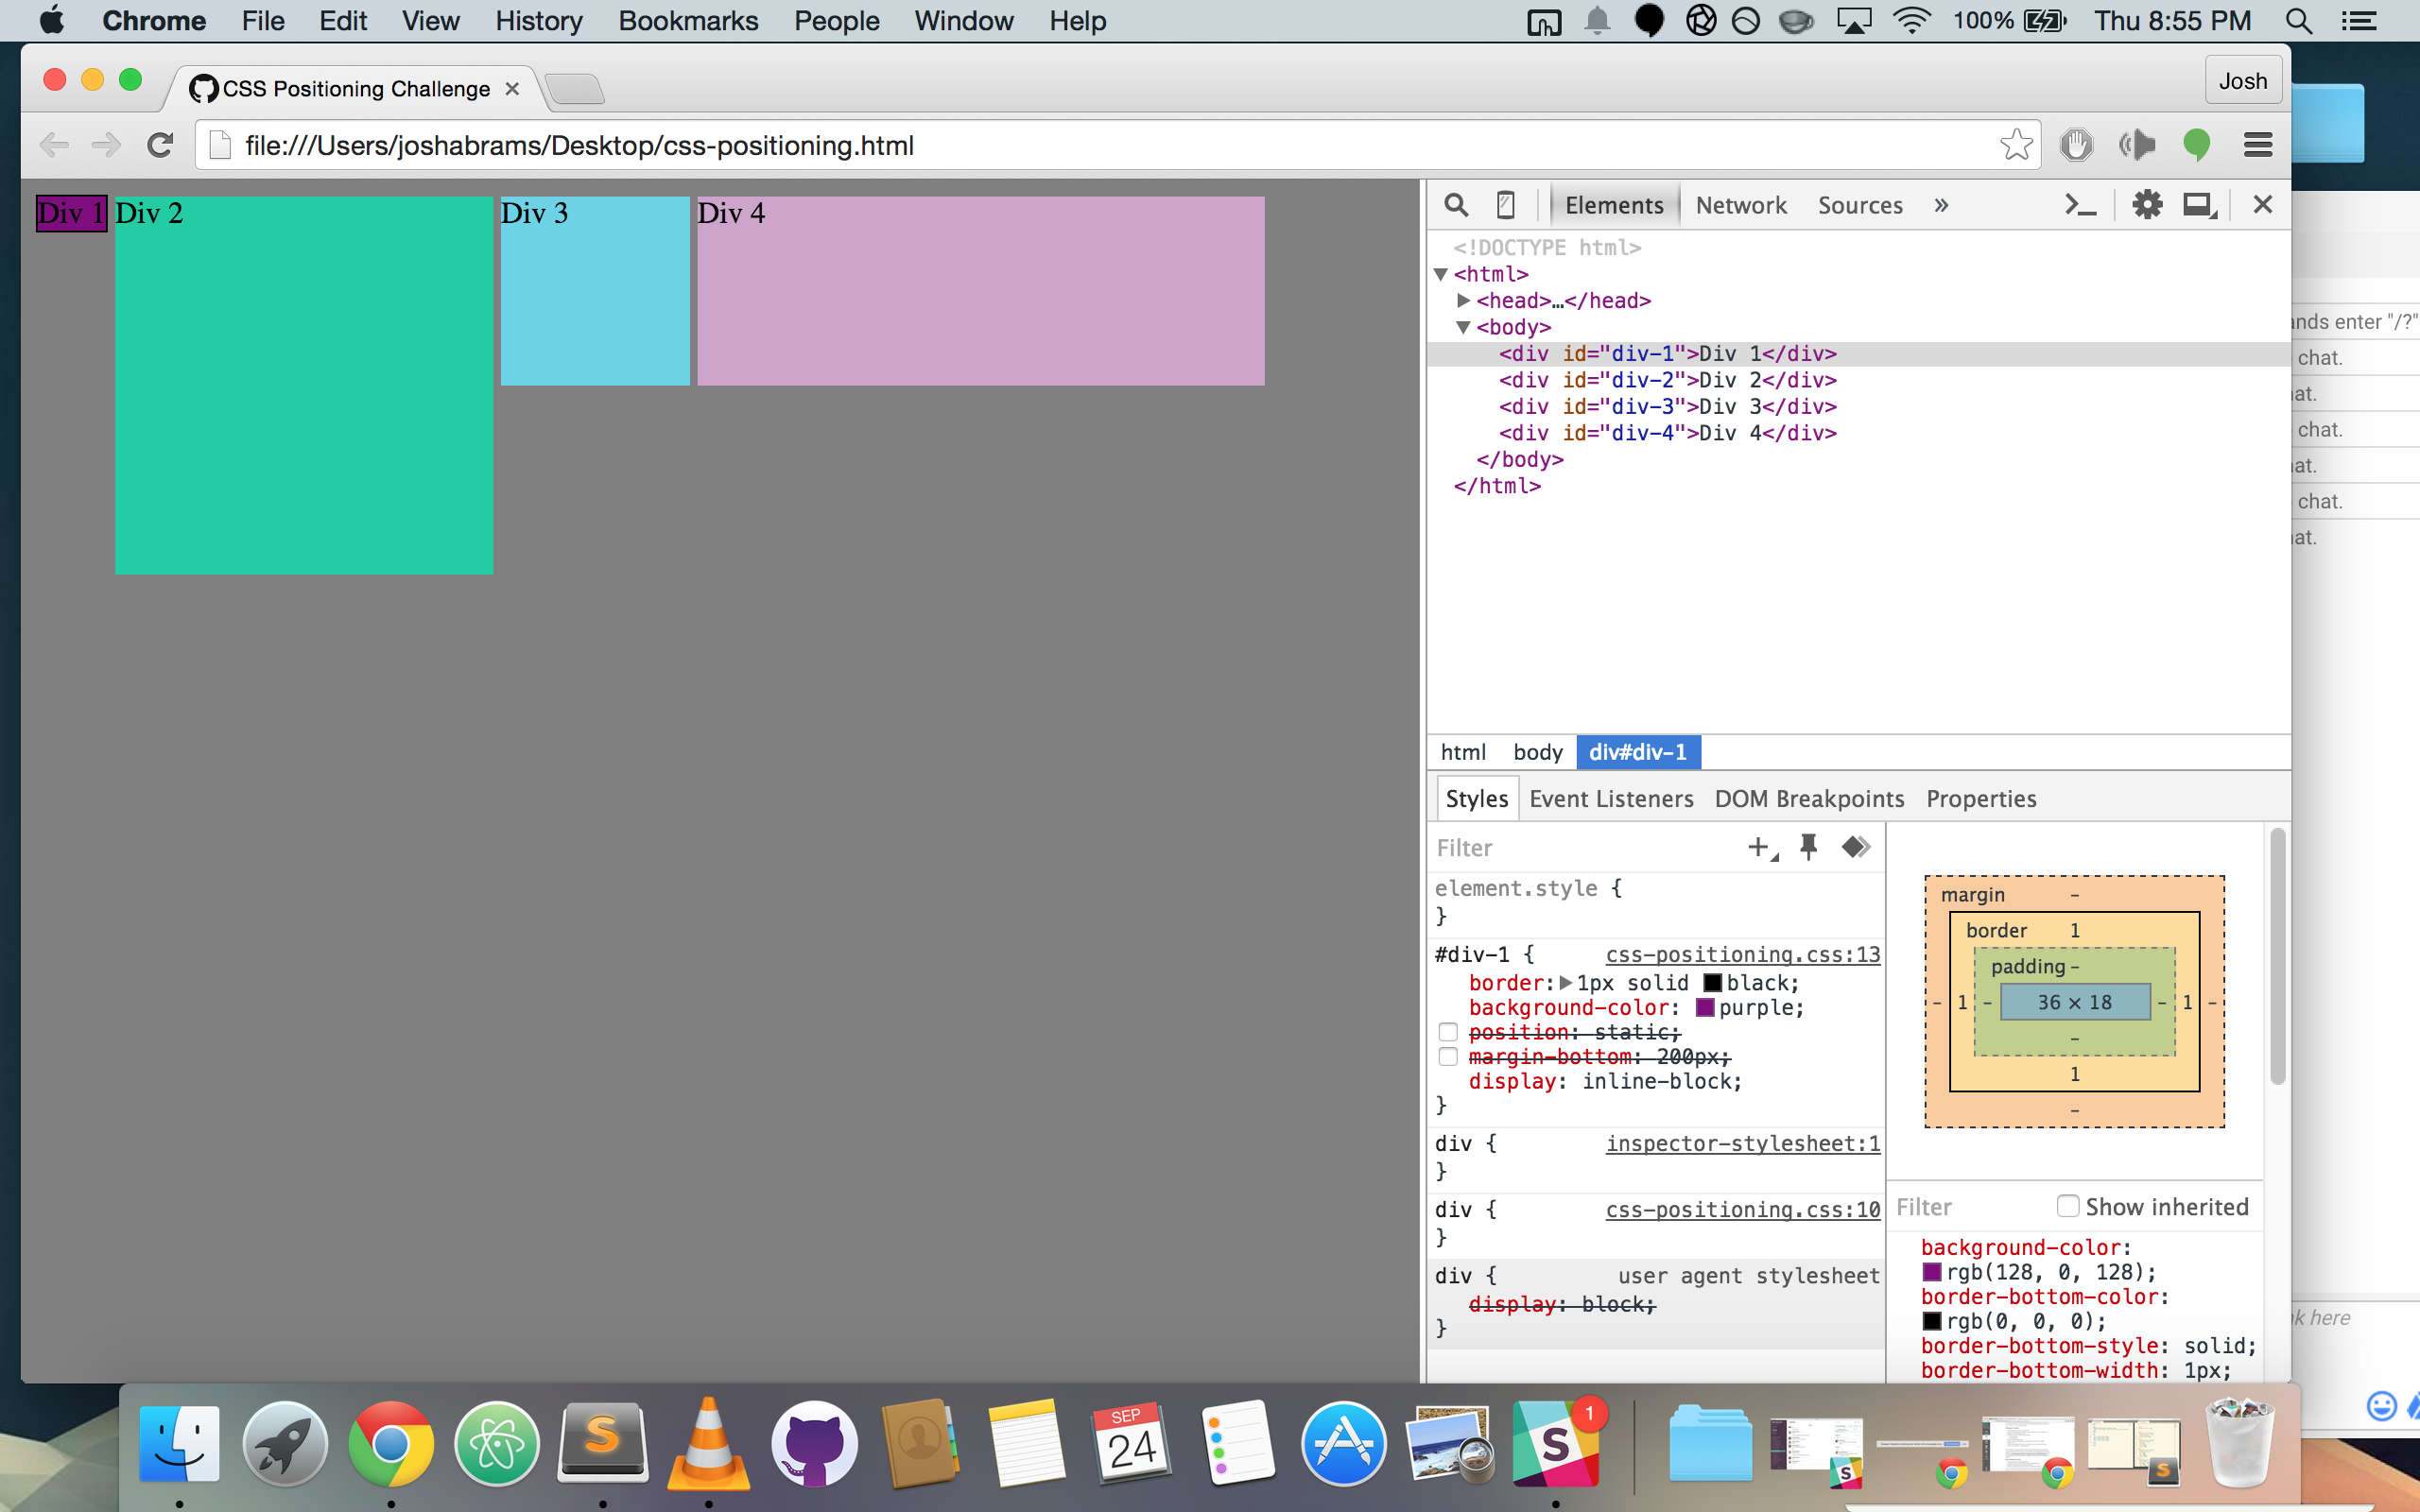 Chrome File Edit View History Bookmarks People Window Help 100% Thu 8:55 PM
CSS Positioning Challenge
Josh
file:///Users/joshabrams/Desktop/css-positioning.html
Div 1 Div 2 Div 3 Div 4
Elements Network Sources »
<!DOCTYPE html>
<html>
<head>…</head>
<body>
<div id="div-1">Div 1</div>
<div id="div-2">Div 2</div>
<div id="div-3">Div 3</div>
<div id="div-4">Div 4</div>
</body>
</html>
html body div#div-1
Styles Event Listeners DOM Breakpoints Properties
Filter
element.style {
}
#div-1 { css-positioning.css:13
border: 1px solid black;
background-color: purple;
position: static;
margin-bottom: 200px;
display: inline-block;
}
div { inspector-stylesheet:1
}
div { css-positioning.css:10
}
div { user agent stylesheet
display: block;
}
margin -
border 1
padding -
- 1 - 36 × 18 - 1 -
-
1
-
Filter Show inherited
background-color:
rgb(128, 0, 128);
border-bottom-color:
rgb(0, 0, 0);
border-bottom-style: solid;
border-bottom-width: 1px;
enter "/?"
chat.
chat.
chat.
here
SEP
24
1